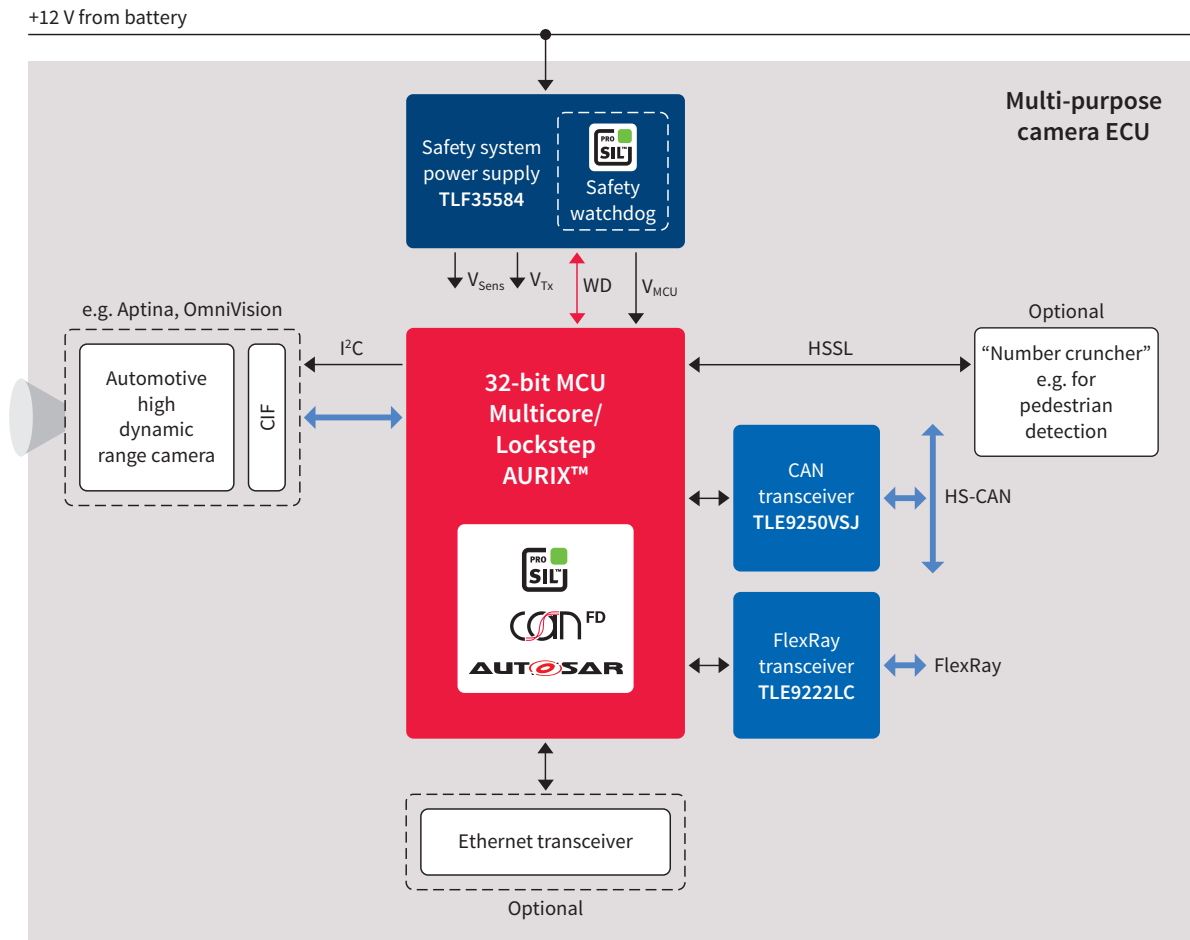 +12 V from battery
Multi-purpose
camera ECU
Safety system
power supply
TLF35584
PRO
SIL™
Safety
watchdog
VSens
VTx
WD
VMCU
e.g. Aptina, OmniVision
Automotive
high
dynamic
range camera
CIF
I²C
32-bit MCU
Multicore/
Lockstep
AURIX™
PRO
SIL™
CAN FD
AUTOSAR
HSSL
Optional
“Number cruncher”
e.g. for
pedestrian
detection
CAN
transceiver
TLE9250VSJ
HS-CAN
FlexRay
transceiver
TLE9222LC
FlexRay
Ethernet transceiver
Optional